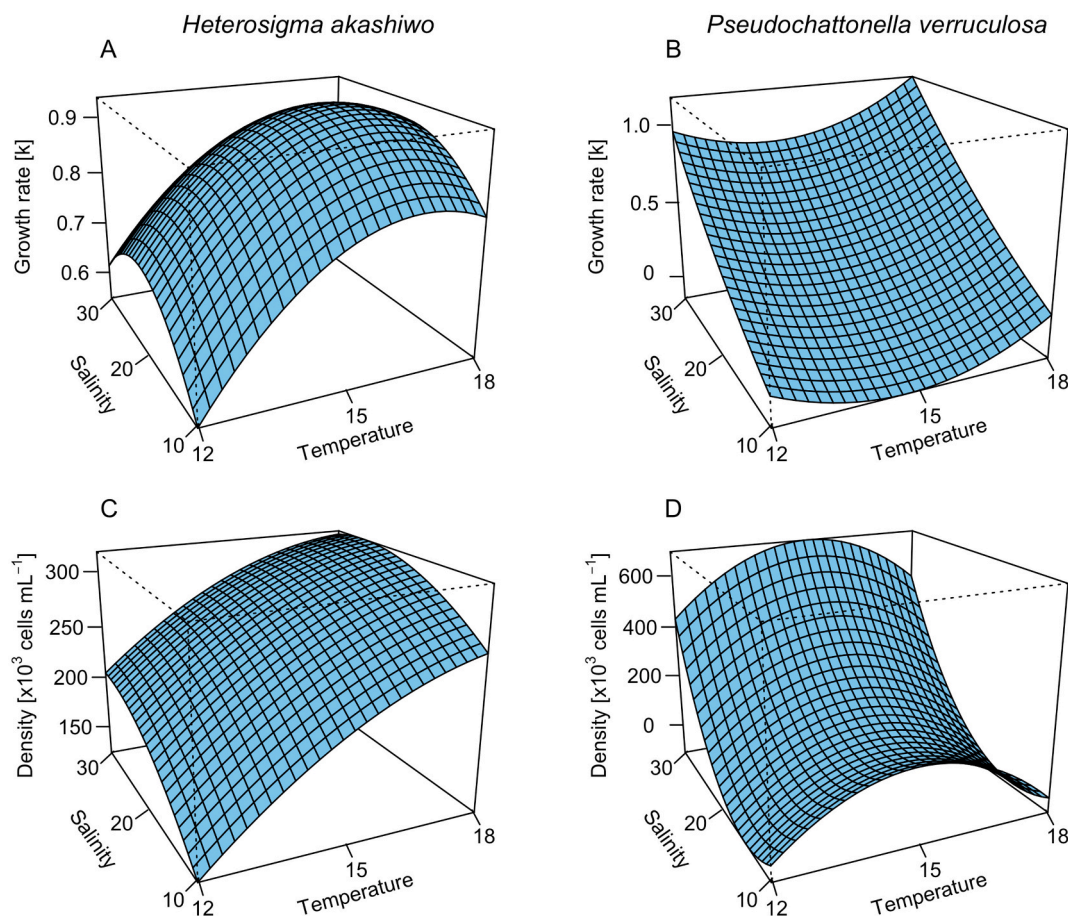 Heterosigma akashiwo
Pseudochattonella verruculosa
A
Growth rate [k]
0.9
0.8
0.7
0.6
30
20
10
Salinity
12
15
18
Temperature
B
Growth rate [k]
1.0
0.5
0
30
20
10
Salinity
12
15
18
Temperature
C
Density [x10³ cells mL⁻¹]
300
250
200
150
30
20
10
Salinity
12
15
18
Temperature
D
Density [x10³ cells mL⁻¹]
600
400
200
0
30
20
10
Salinity
12
15
18
Temperature